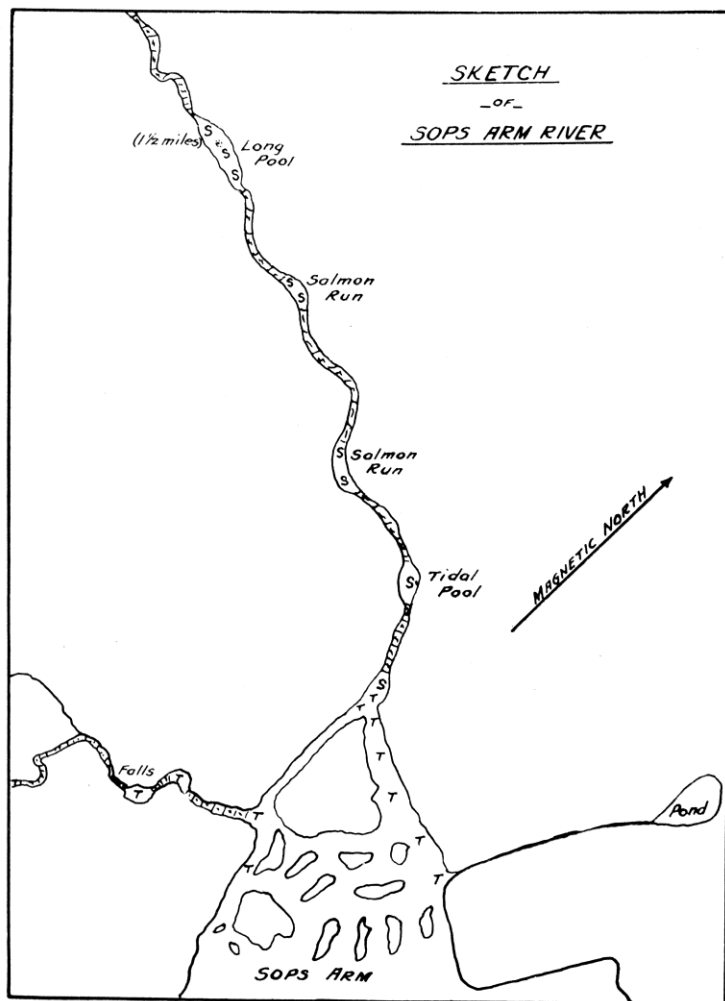 SKETCH
_OF_
SOPS ARM RIVER
S
(1½ miles)
S
S
Long
Pool
S
S
Salmon
Run
S
S
Salmon
Run
S
Tidal
Pool
MAGNETIC NORTH
S
T
T
T
T
T
T
T
T
T
T
T
Falls
Pond
SOPS ARM